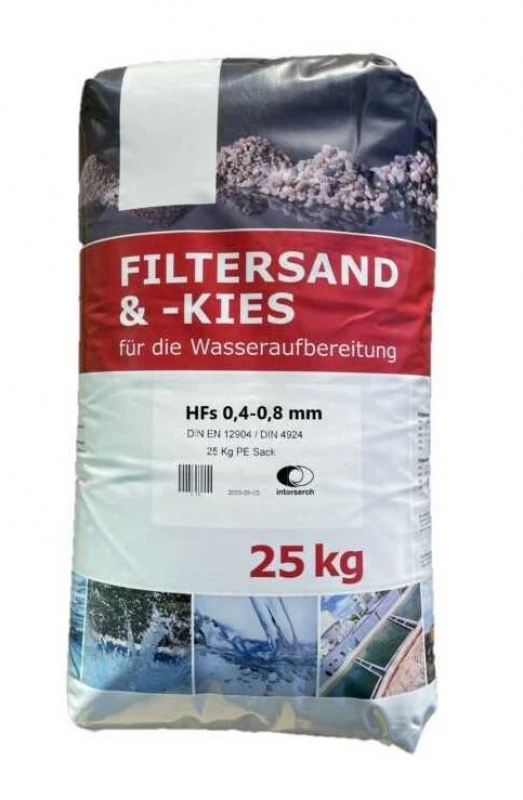 FILTERSAND
& -KIES
für die Wasseraufbereitung
HFs 0,4-0,8 mm
DIN EN 12904 / DIN 4924
25 Kg PE Sack
interseroh
25 kg